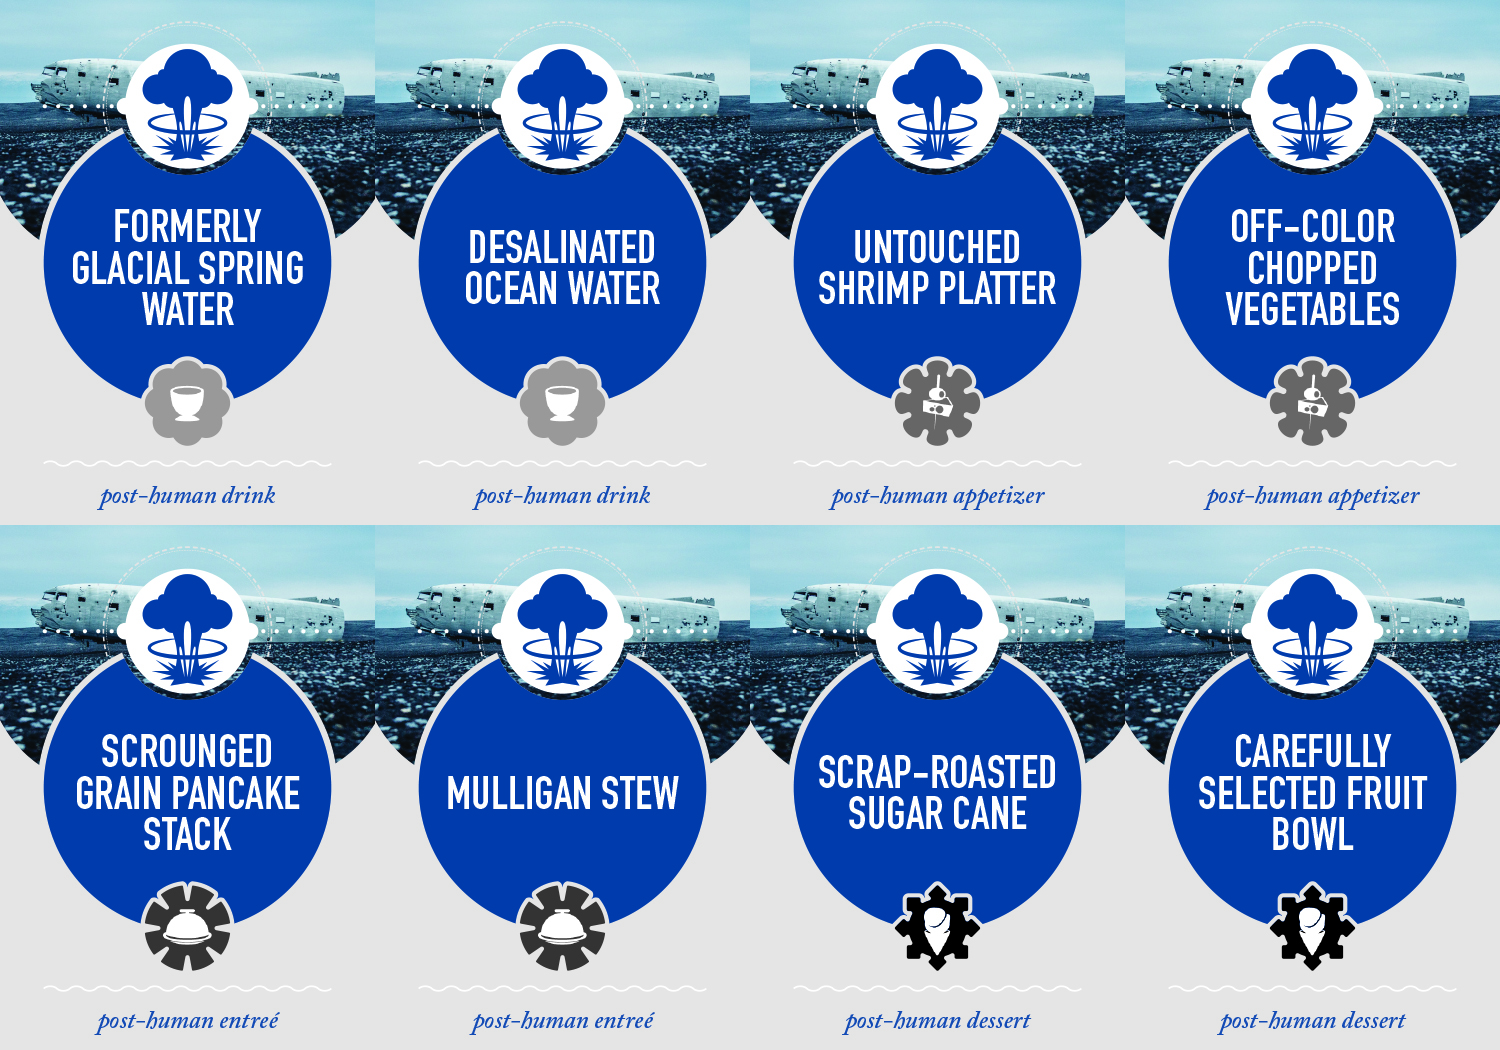 FORMERLY
GLACIAL SPRING
WATER
post-human drink
DESALINATED
OCEAN WATER
post-human drink
UNTOUCHED
SHRIMP PLATTER
post-human appetizer
OFF-COLOR
CHOPPED
VEGETABLES
post-human appetizer
SCROUNGED
GRAIN PANCAKE
STACK
post-human entreé
MULLIGAN STEW
post-human entreé
SCRAP-ROASTED
SUGAR CANE
post-human dessert
CAREFULLY
SELECTED FRUIT
BOWL
post-human dessert